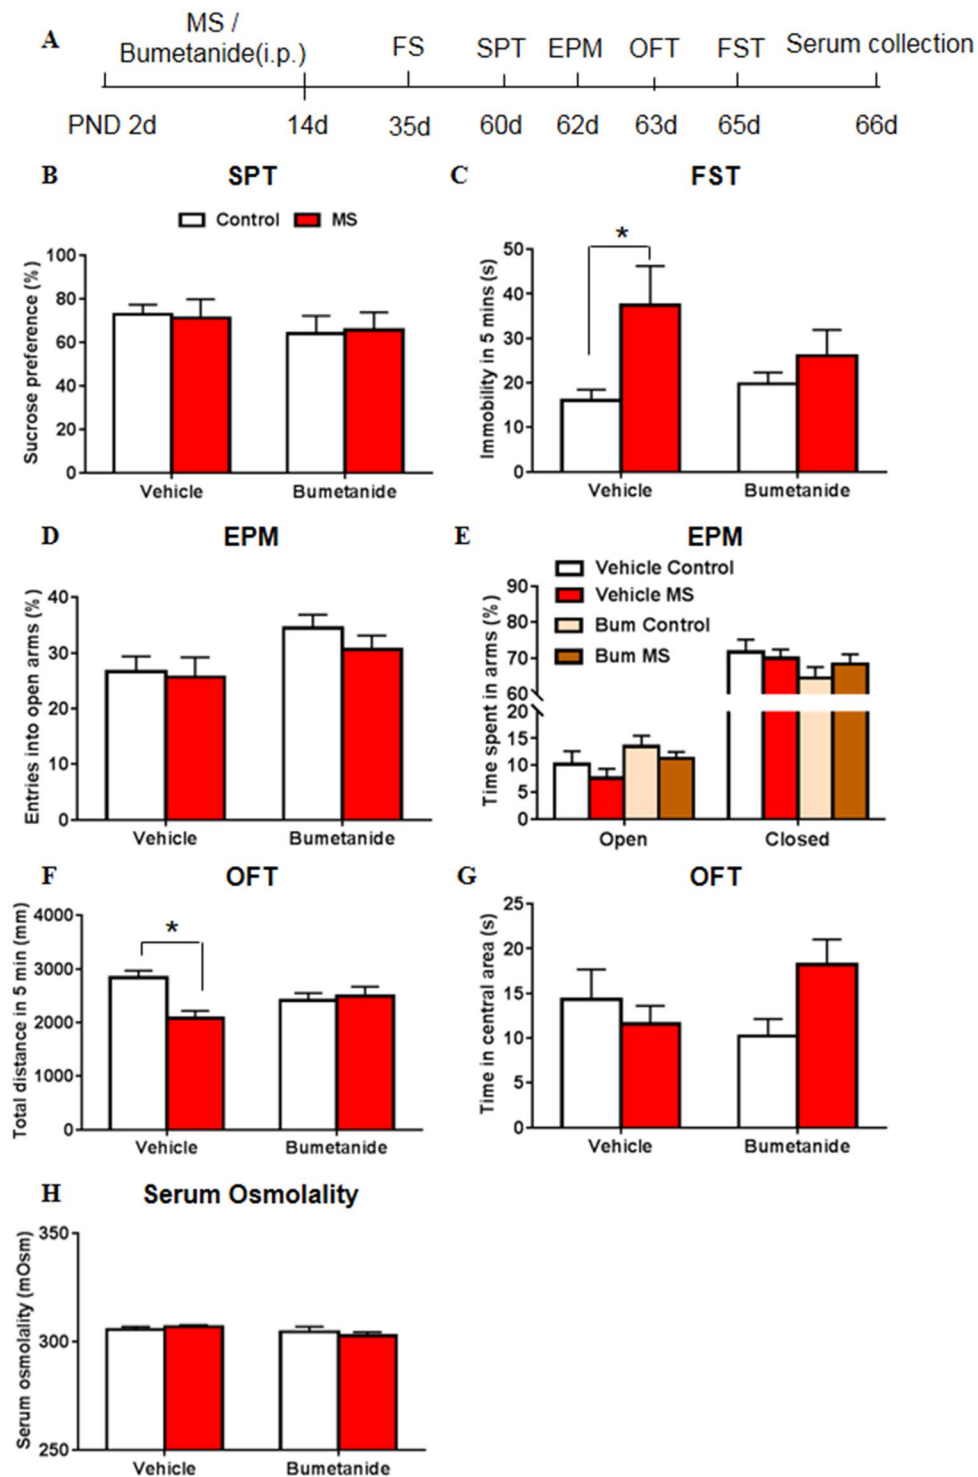 A
MS /
Bumetanide(i.p.)
FS
SPT
EPM
OFT
FST
Serum collection
PND 2d
14d
35d
60d
62d
63d
65d
66d
B
SPT
Control
MS
Sucrose preference (%)
100
80
60
40
20
0
Vehicle
Bumetanide
C
FST
*
Immobility in 5 mins (s)
50
40
30
20
10
0
Vehicle
Bumetanide
D
EPM
Entries into open arms (%)
40
30
20
10
0
Vehicle
Bumetanide
E
EPM
Vehicle Control
Vehicle MS
Bum Control
Bum MS
Time spent in arms (%)
90
80
70
60
20
15
10
5
0
Open
Closed
F
OFT
*
Total distance in 5 min (mm)
4000
3000
2000
1000
0
Vehicle
Bumetanide
G
OFT
Time in central area (s)
25
20
15
10
5
0
Vehicle
Bumetanide
H
Serum Osmolality
Serum osmolality (mOsm)
350
300
250
Vehicle
Bumetanide